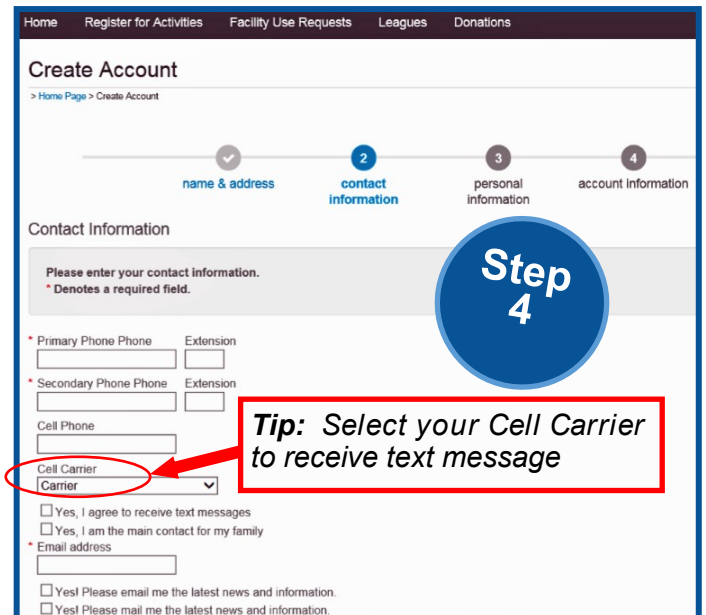 Home Register for Activities Facility Use Requests Leagues Donations
Create Account
> Home Page > Create Account
2 3 4
name & address contact information personal information account information
Contact Information
Please enter your contact information.
* Denotes a required field.
Step
4
* Primary Phone Phone Extension
* Secondary Phone Phone Extension
Cell Phone
Tip: Select your Cell Carrier
to receive text message
Cell Carrier
Carrier
Yes, I agree to receive text messages
Yes, I am the main contact for my family
* Email address
Yes! Please email me the latest news and information.
Yes! Please mail me the latest news and information.